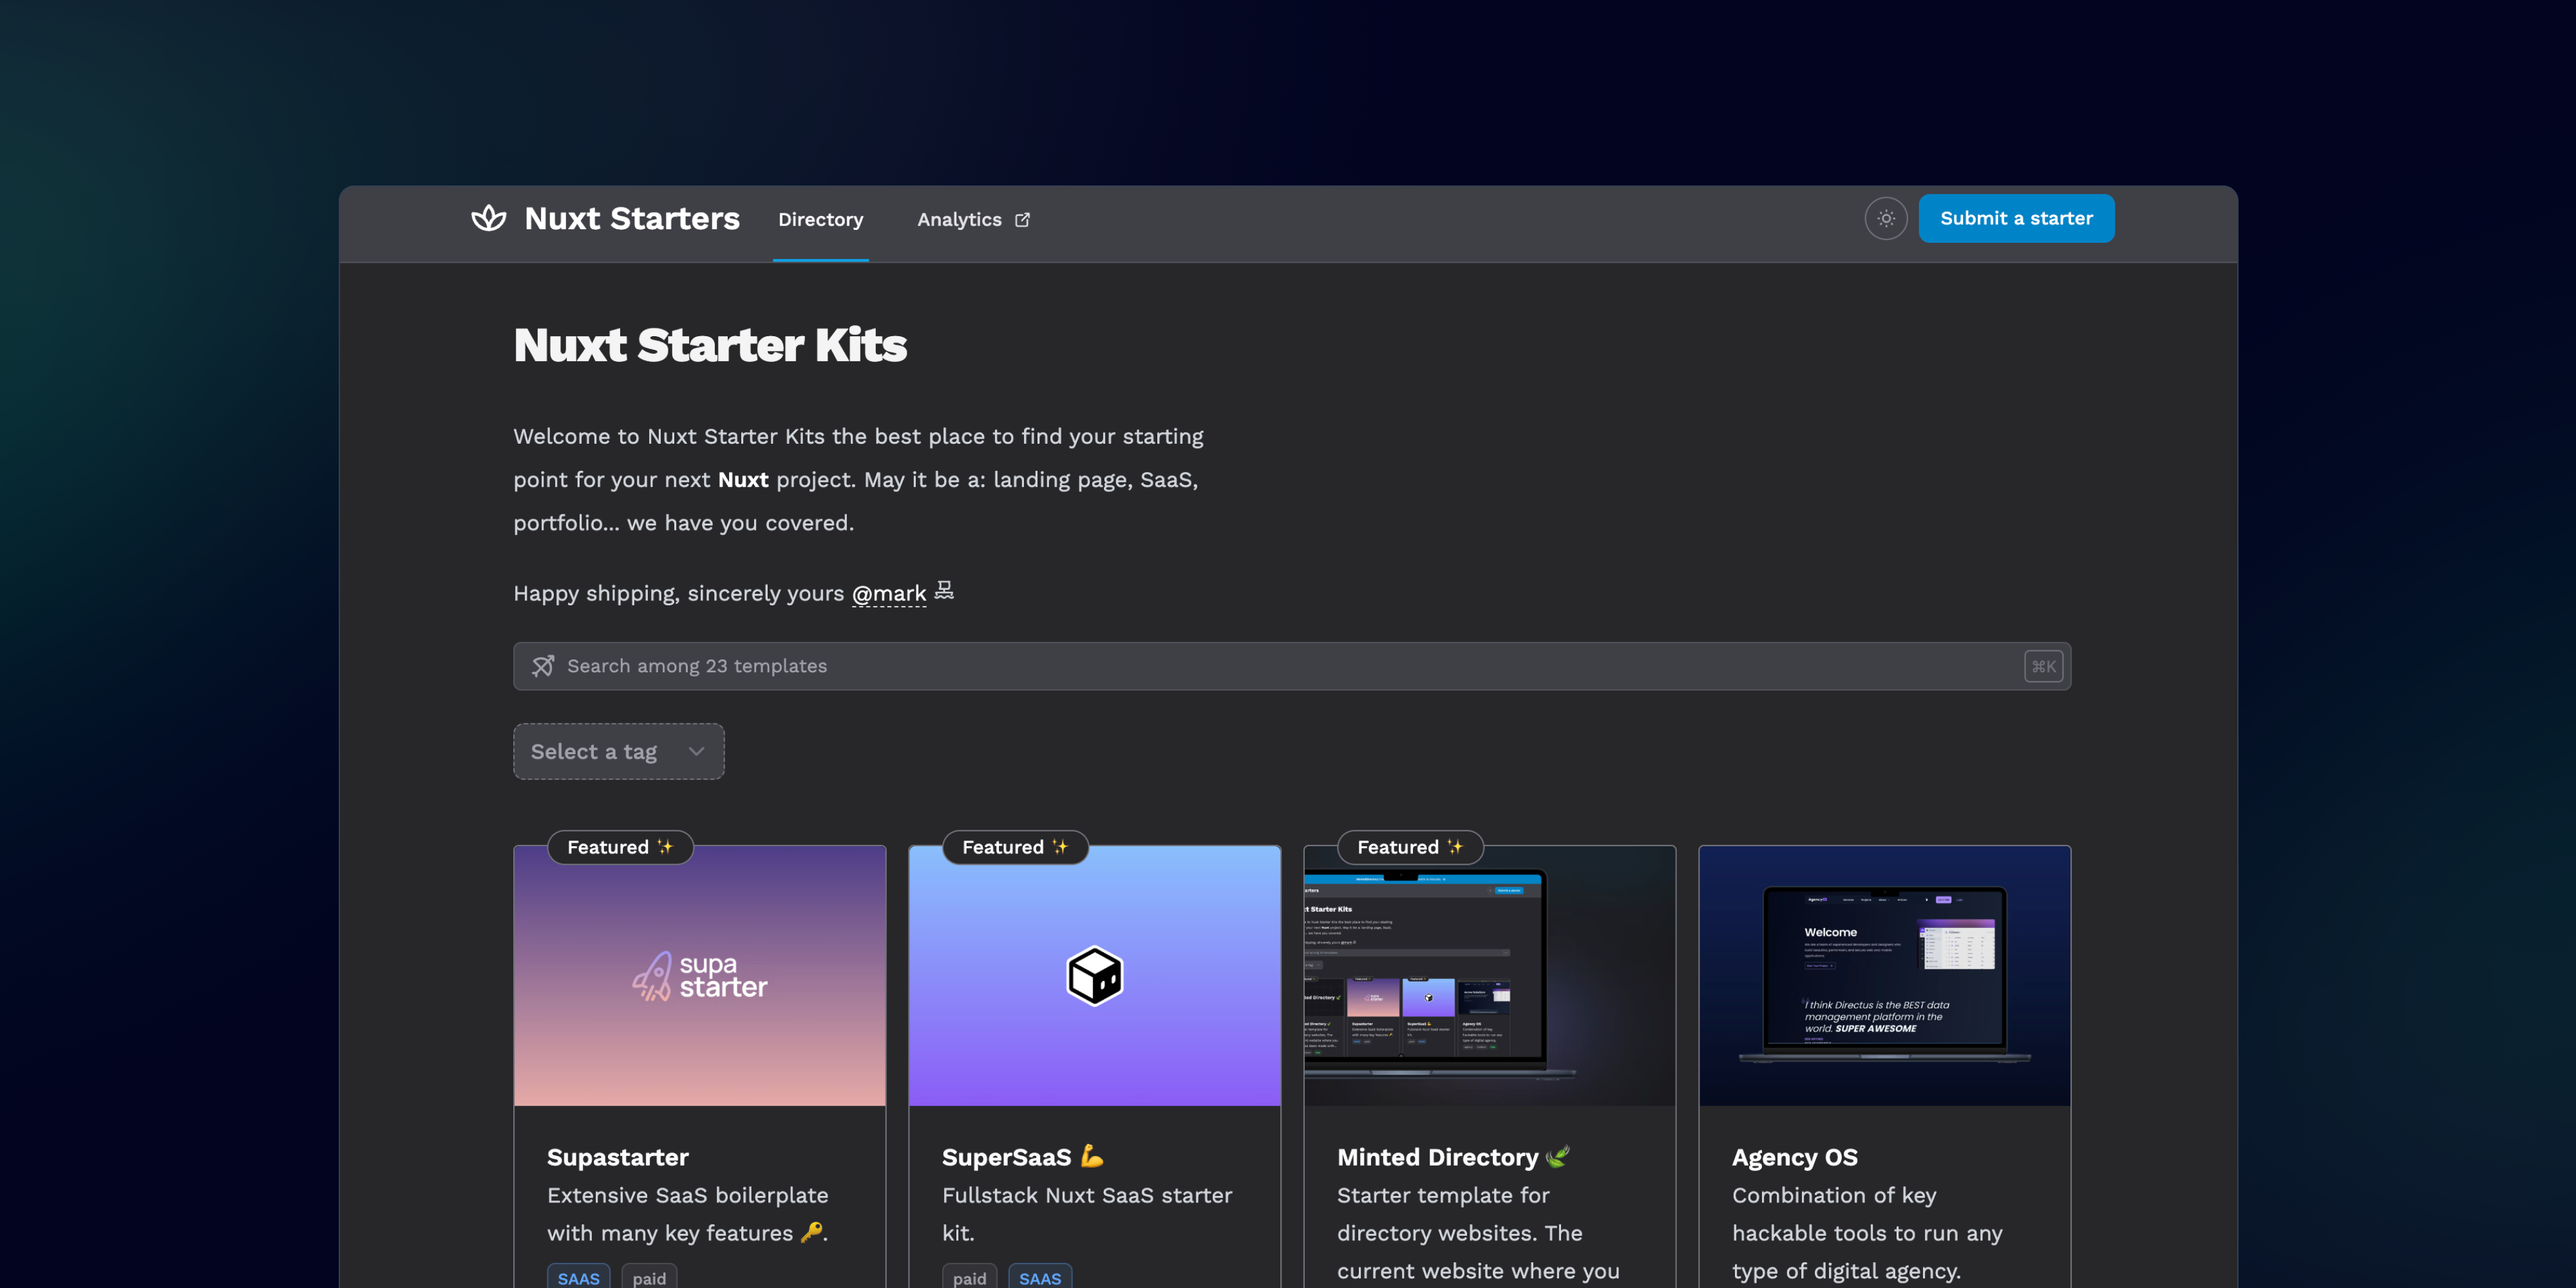 Nuxt Starters
Directory
Analytics
Submit a starter
Nuxt Starter Kits
Welcome to Nuxt Starter Kits the best place to find your starting
point for your next Nuxt project. May it be a: landing page, SaaS,
portfolio... we have you covered.
Happy shipping, sincerely yours @mark
Search among 23 templates
⌘K
Select a tag
Featured ✨
Featured ✨
Featured ✨
supa
starter
t Starter Kits
Welcome
I think Directus is the BEST data
management platform in the
world. SUPER AWESOME
Supastarter
Extensive SaaS boilerplate
with many key features 🔑.
SAAS
paid
SuperSaaS 💪
Fullstack Nuxt SaaS starter
kit.
paid
SAAS
Minted Directory 🌿
Starter template for
directory websites. The
current website where you
Agency OS
Combination of key
hackable tools to run any
type of digital agency.